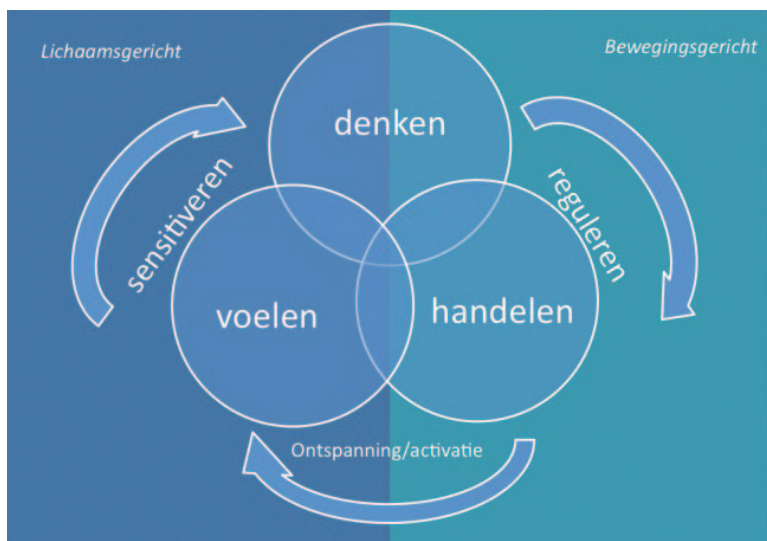 Lichaamsgericht
Bewegingsgericht
denken
sensitiveren
reguleren
voelen
handelen
Ontspanning/activatie